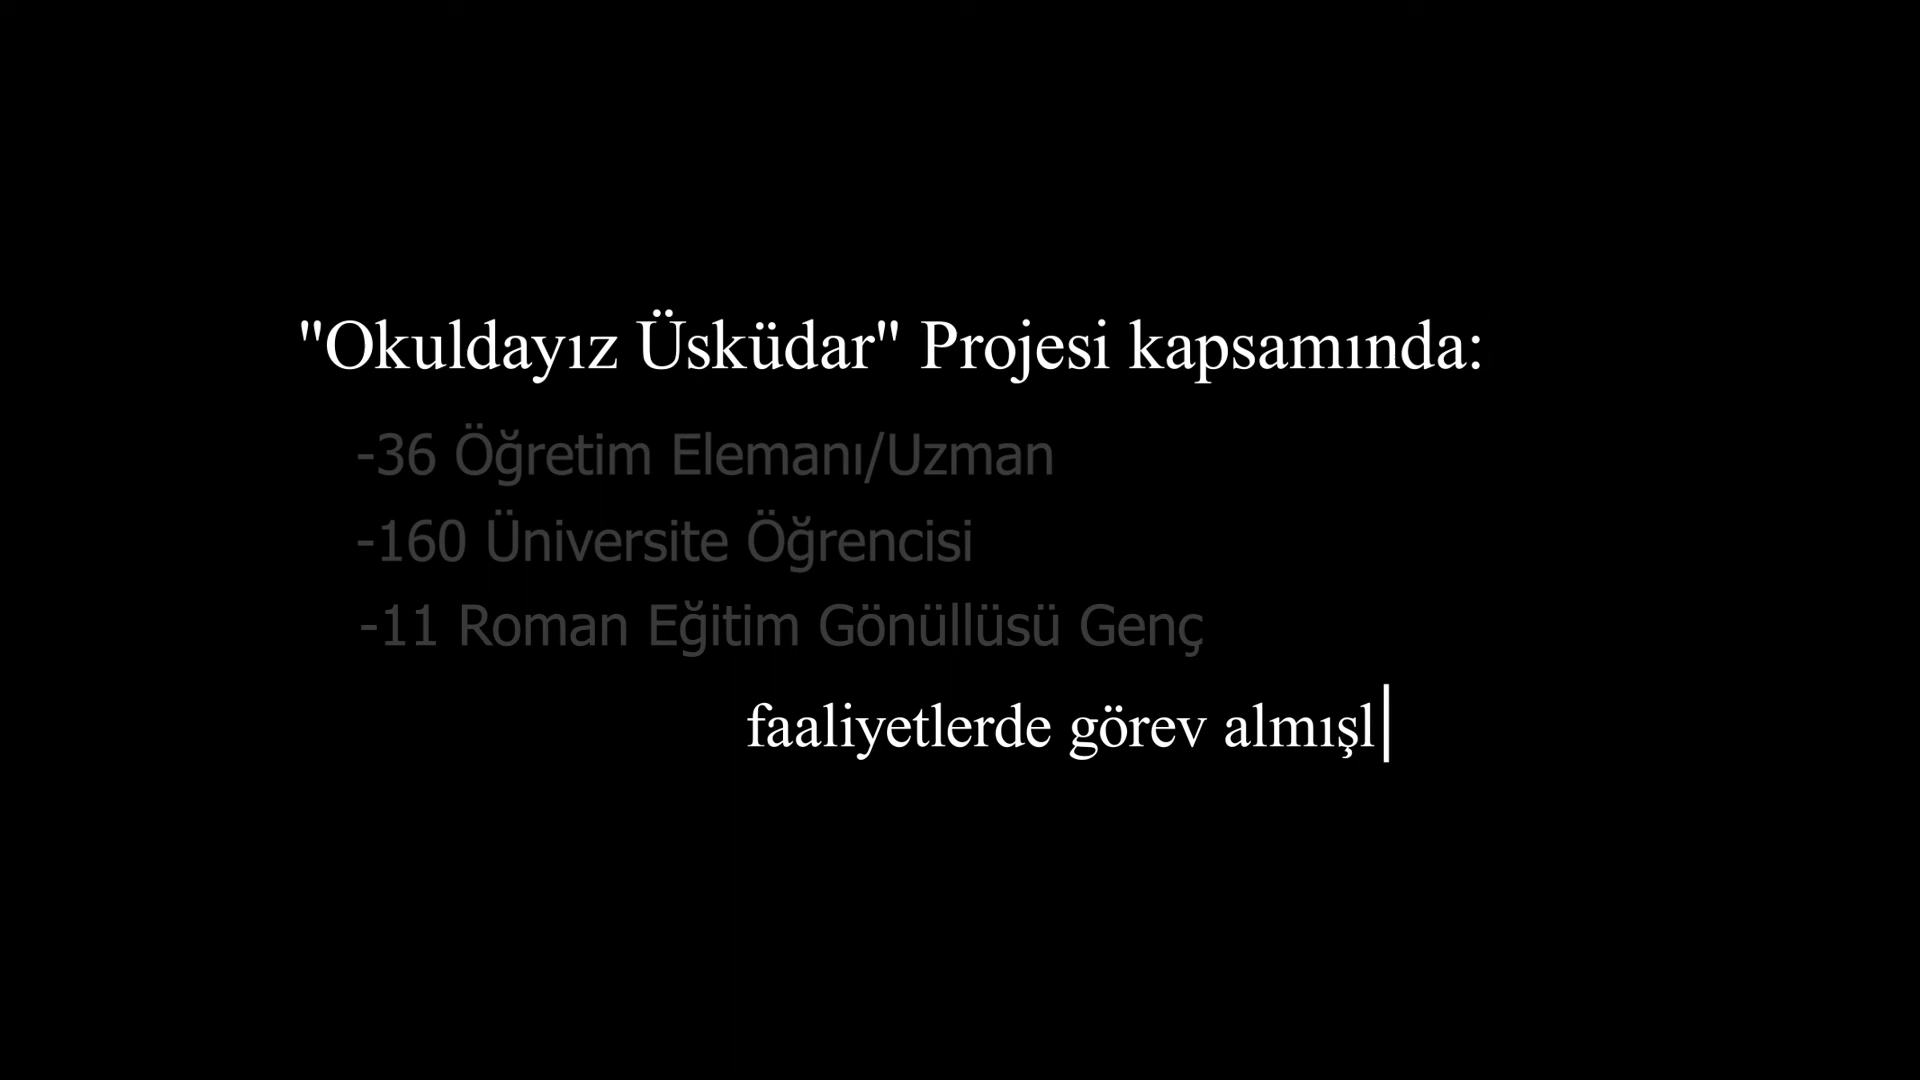 "Okuldayız Üsküdar" Projesi kapsamında:
-36 Öğretim Elemanı/Uzman
-160 Üniversite Öğrencisi
-11 Roman Eğitim Gönüllüsü Genç
faaliyetlerde görev almışl